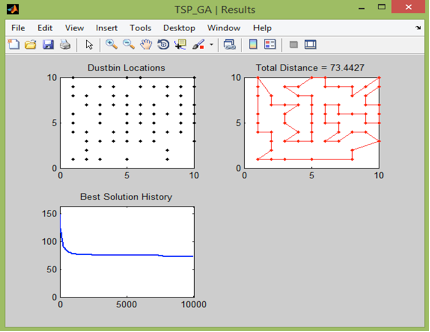 TSP_GA | Results
File Edit View Insert Tools Desktop Window Help
Dustbin Locations
10
5
0
0 5 10
Total Distance = 73.4427
10
5
0
0 5 10
Best Solution History
150
100
50
0
0 5000 10000